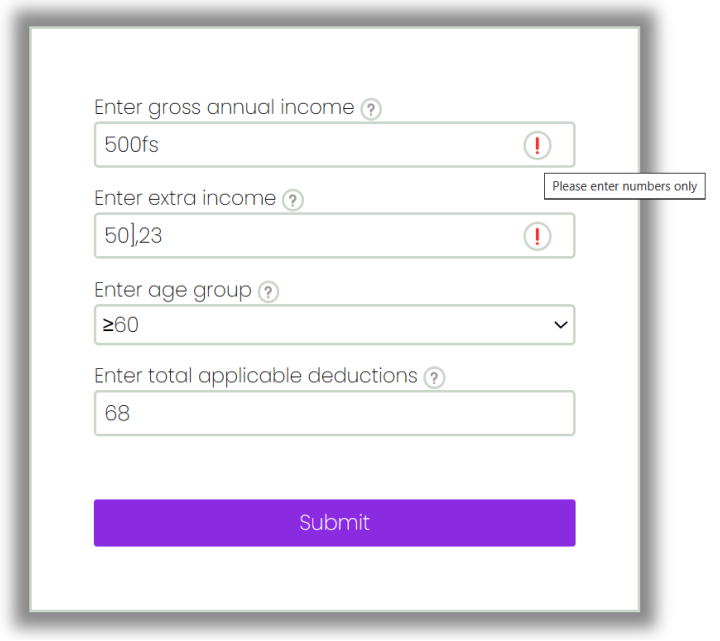 Enter gross annual income ?
500fs !
Please enter numbers only
Enter extra income ?
50],23 !
Enter age group ?
≥60
Enter total applicable deductions ?
68
Submit